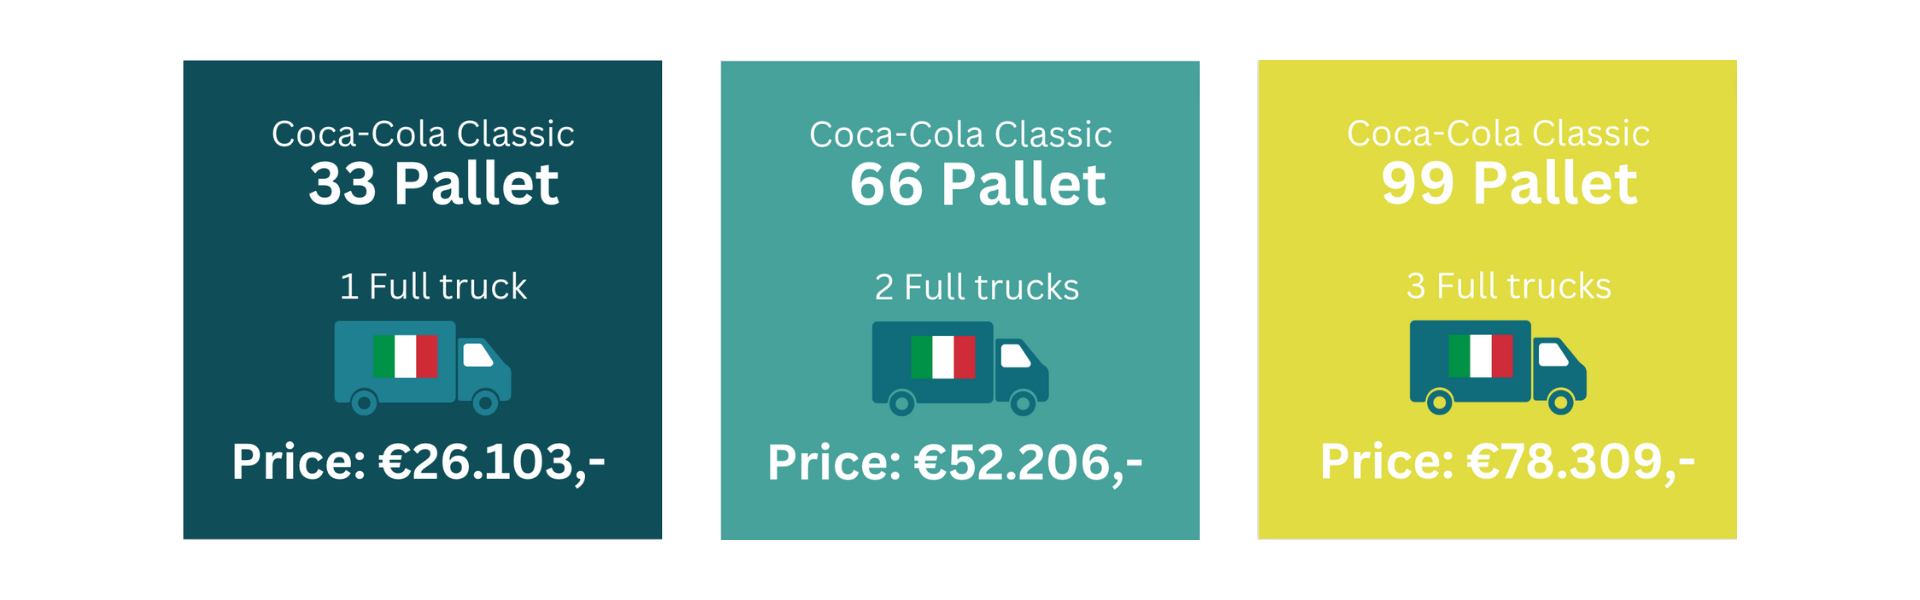 Coca-Cola Classic
33 Pallet
1 Full truck
Price: €26.103,-
Coca-Cola Classic
66 Pallet
2 Full trucks
Price: €52.206,-
Coca-Cola Classic
99 Pallet
3 Full trucks
Price: €78.309,-